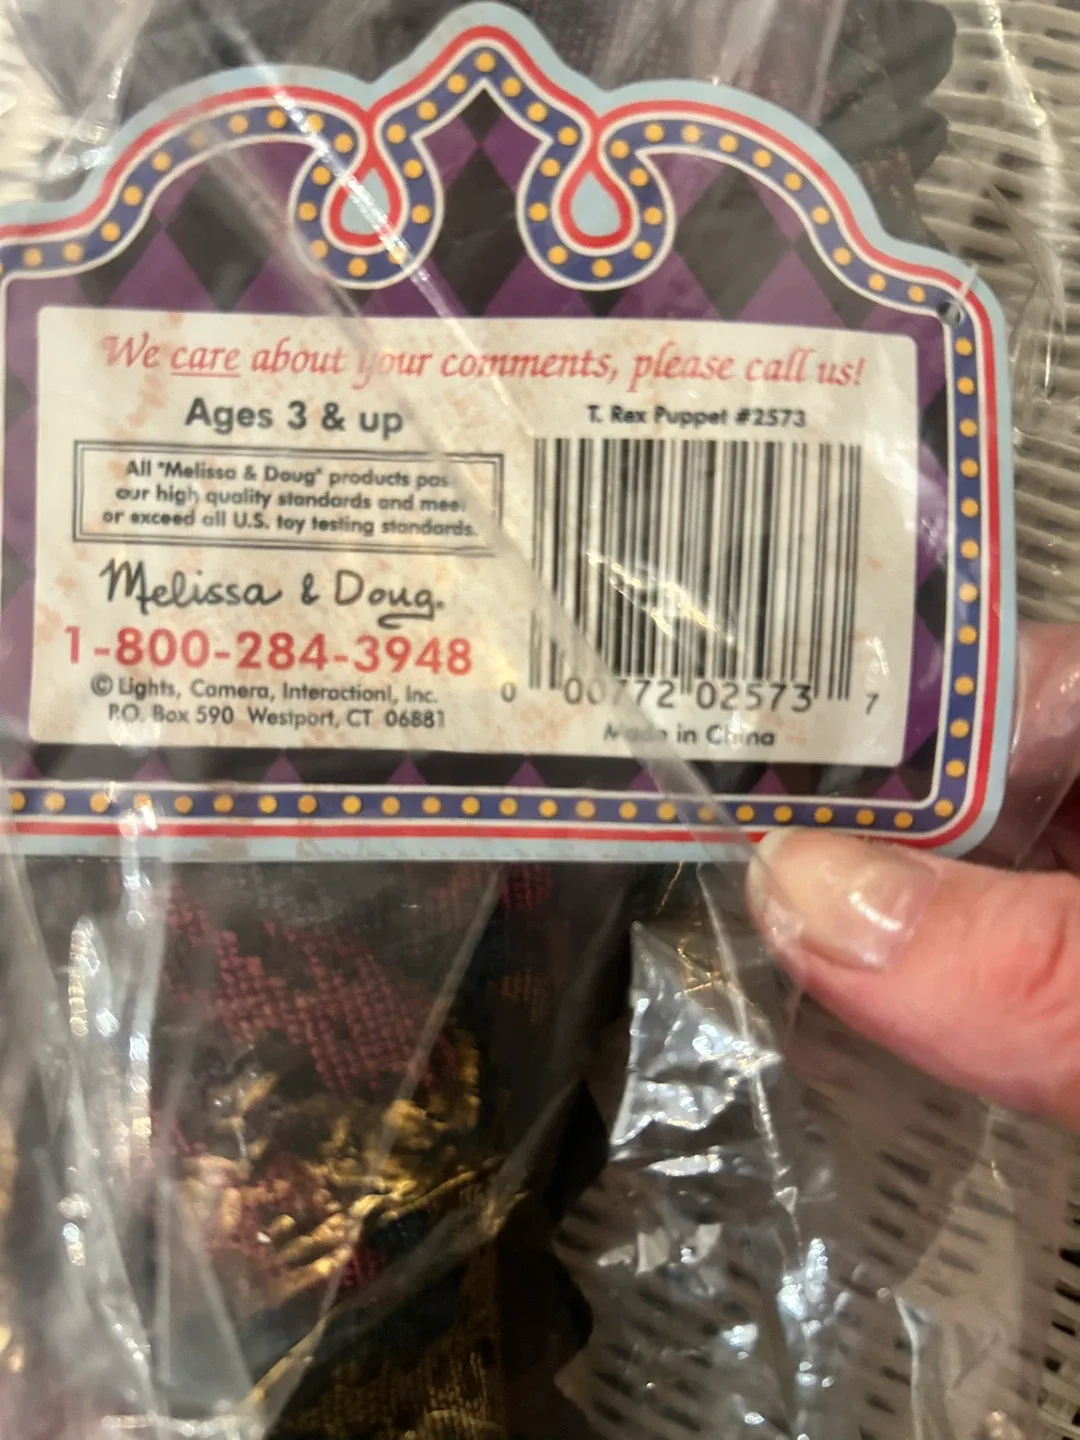 We care about your comments, please call us!
Ages 3 & up
All "Melissa & Doug" products pas
our high quality standards and mee
or exceed all U.S. toy testing standards.
Melissa & Doug.
1-800-284-3948
© Lights, Camera, Interaction!, Inc.
P.O. Box 590 Westport, CT 06881
T. Rex Puppet #2573
0 00772 02573 7
Made in China